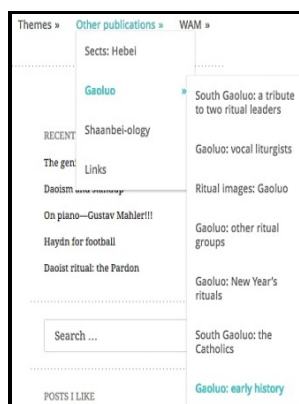 Themes »
Other publications »
WAM »
Sects: Hebei
Gaoluo
»
Shaanbei-ology
Links
South Gaoluo: a tribute
to two ritual leaders
Gaoluo: vocal liturgists
Ritual images: Gaoluo
Gaoluo: other ritual
groups
Gaoluo: New Year's
rituals
South Gaoluo: the
Catholics
Gaoluo: early history
RECENT
The
Daoism and standup
On piano—Gustav Mahler!!!
Haydn for football
Daoist ritual: the Pardon
Search ...
POSTS I LIKE